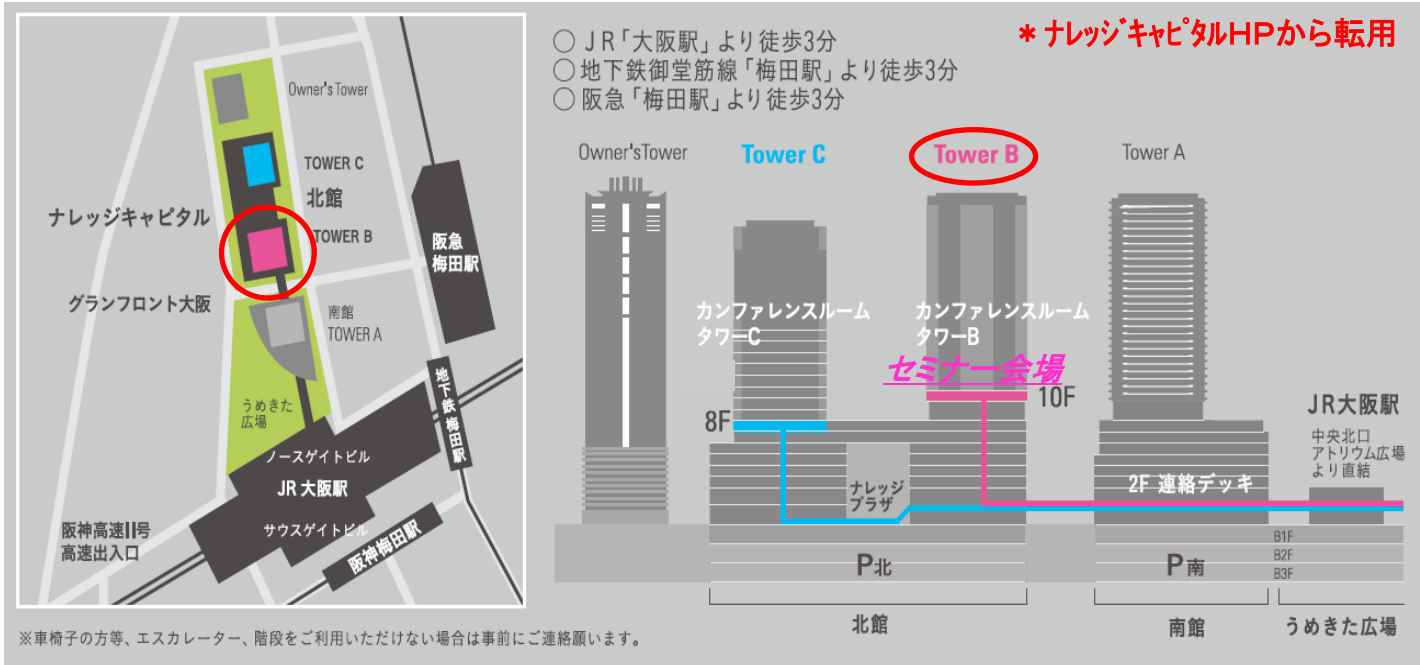 Owner's Tower
TOWER C
北館
ナレッジキャピタル
TOWER B
阪急
梅田駅
グランフロント大阪
南館
TOWER A
地下鉄梅田駅
うめきた
広場
ノースゲイトビル
JR 大阪駅
サウスゲイトビル
阪神高速11号
高速出入口
阪神梅田駅
○ JR「大阪駅」より徒歩3分
○ 地下鉄御堂筋線「梅田駅」より徒歩3分
○ 阪急「梅田駅」より徒歩3分
*ナレッジキャピタルHPから転用
Owner'sTower
Tower C
Tower B
Tower A
カンファレンスルーム
タワーC
カンファレンスルーム
タワーB
セミナー会場
10F
8F
JR大阪駅
中央北口
アトリウム広場
より直結
ナレッジ
プラザ
2F 連絡デッキ
B1F
B2F
B3F
P北
P南
北館
南館
うめきた広場
※車椅子の方等、エスカレーター、階段をご利用いただけない場合は事前にご連絡願います。